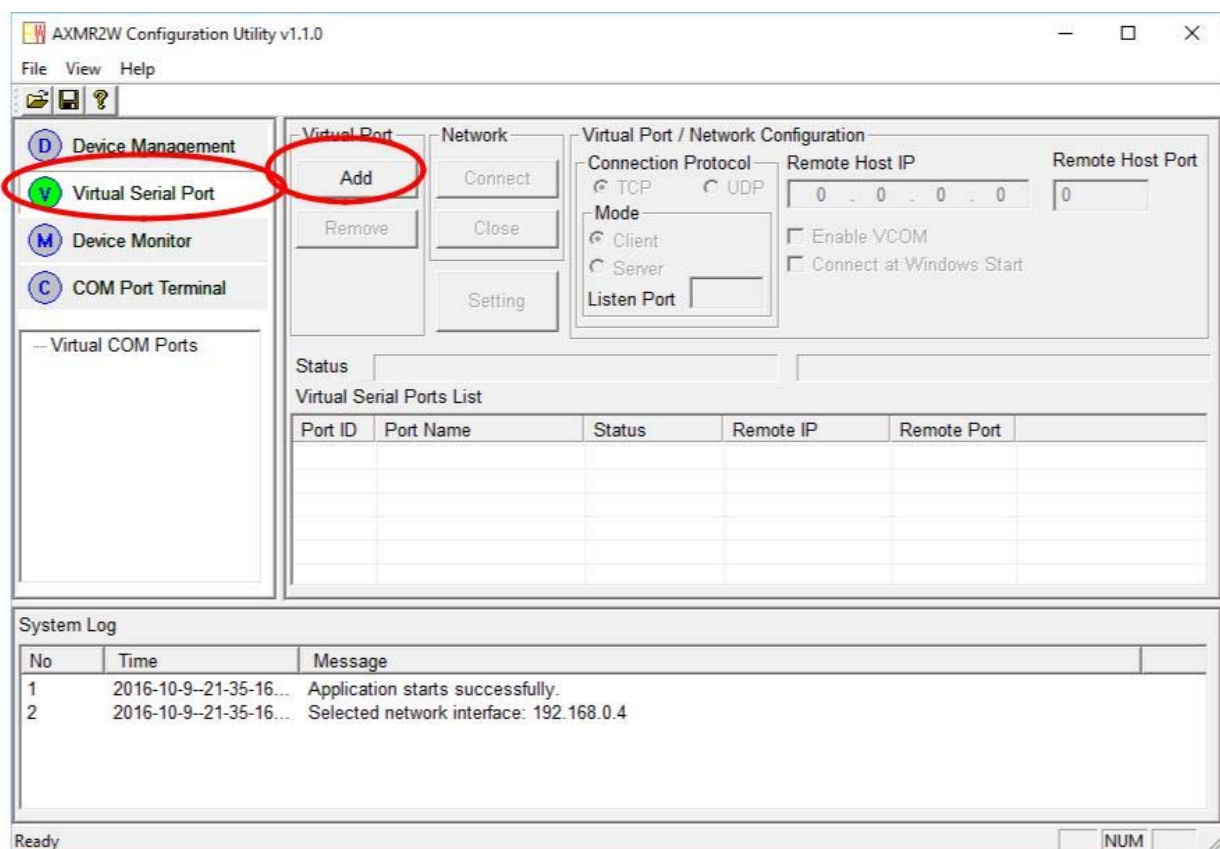 AXMR2W Configuration Utility v1.1.0
File View Help
D Device Management
V Virtual Serial Port
M Device Monitor
C COM Port Terminal
Virtual COM Ports
Virtual Port
Add
Remove
Network
Connect
Close
Setting
Virtual Port / Network Configuration
Connection Protocol
TCP UDP
Mode
Client
Server
Listen Port
Remote Host IP
0 . 0 . 0 . 0
Remote Host Port
0
Enable VCOM
Connect at Windows Start
Status
Virtual Serial Ports List
Port ID Port Name Status Remote IP Remote Port
System Log
No Time Message
1 2016-10-9--21-35-16... Application starts successfully.
2 2016-10-9--21-35-16... Selected network interface: 192.168.0.4
Ready NUM